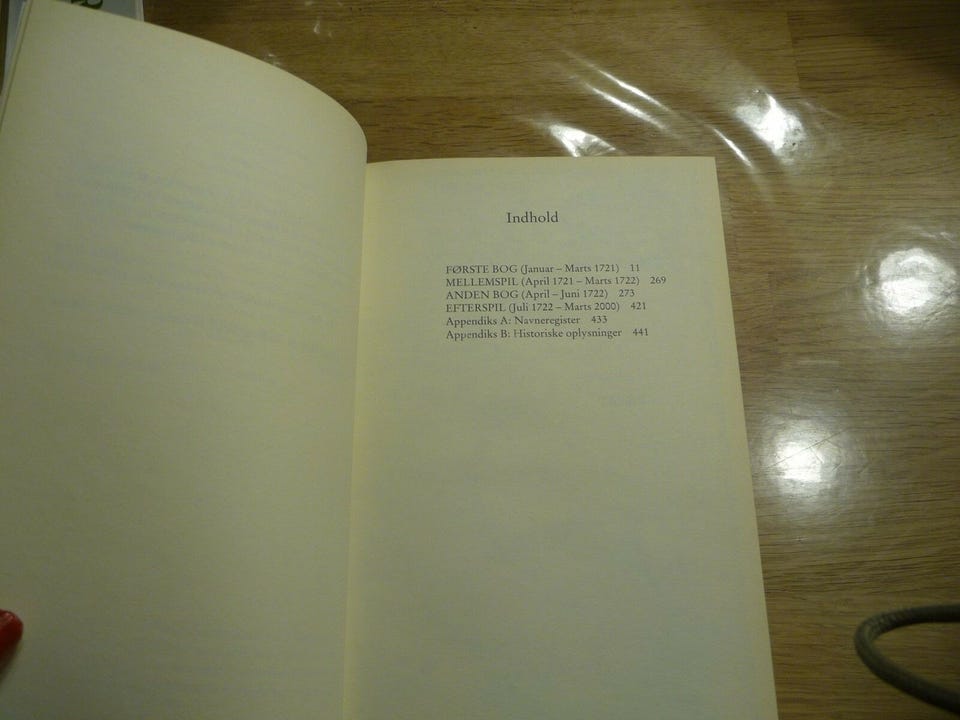 Indhold
FØRSTE BOG (Januar – Marts 1721) 11
MELLEMSPIL (April 1721 – Marts 1722) 269
ANDEN BOG (April – Juni 1722) 273
EFTERSPIL (Juli 1722 – Marts 2000) 421
Appendiks A: Navneregister 433
Appendiks B: Historiske oplysninger 441